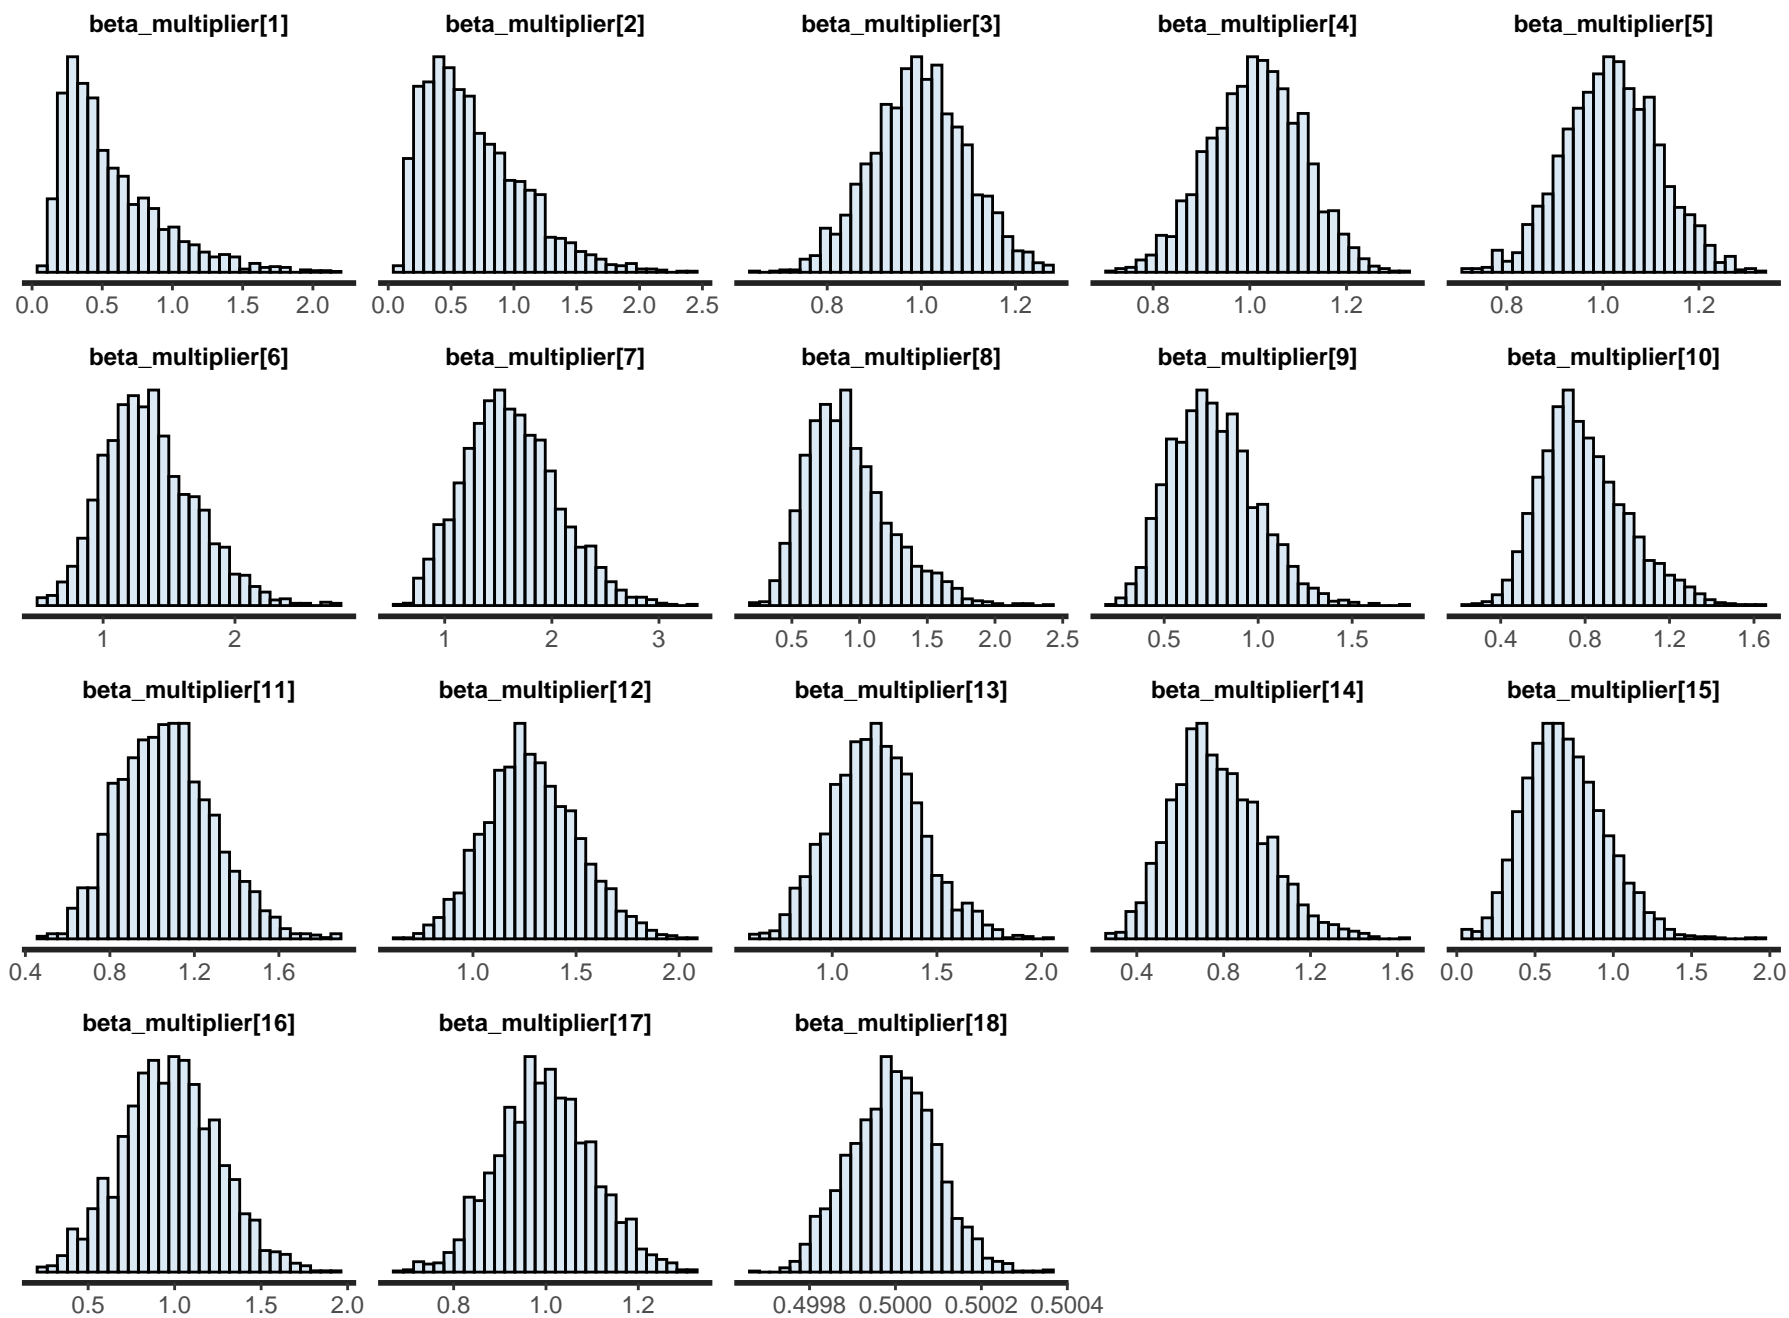 beta_multiplier[1] beta_multiplier[2] beta_multiplier[3] beta_multiplier[4] beta_multiplier[5]
0.0 0.5 1.0 1.5 2.0 0.0 0.5 1.0 1.5 2.0 2.5 0.8 1.0 1.2 0.8 1.0 1.2 0.8 1.0 1.2
beta_multiplier[6] beta_multiplier[7] beta_multiplier[8] beta_multiplier[9] beta_multiplier[10]
1 2 1 2 3 0.5 1.0 1.5 2.0 2.5 0.5 1.0 1.5 0.4 0.8 1.2 1.6
beta_multiplier[11] beta_multiplier[12] beta_multiplier[13] beta_multiplier[14] beta_multiplier[15]
0.4 0.8 1.2 1.6 1.0 1.5 2.0 1.0 1.5 2.0 0.4 0.8 1.2 1.6 0.0 0.5 1.0 1.5 2.0
beta_multiplier[16] beta_multiplier[17] beta_multiplier[18]
0.5 1.0 1.5 2.0 0.8 1.0 1.2 0.4998 0.5000 0.5002 0.5004